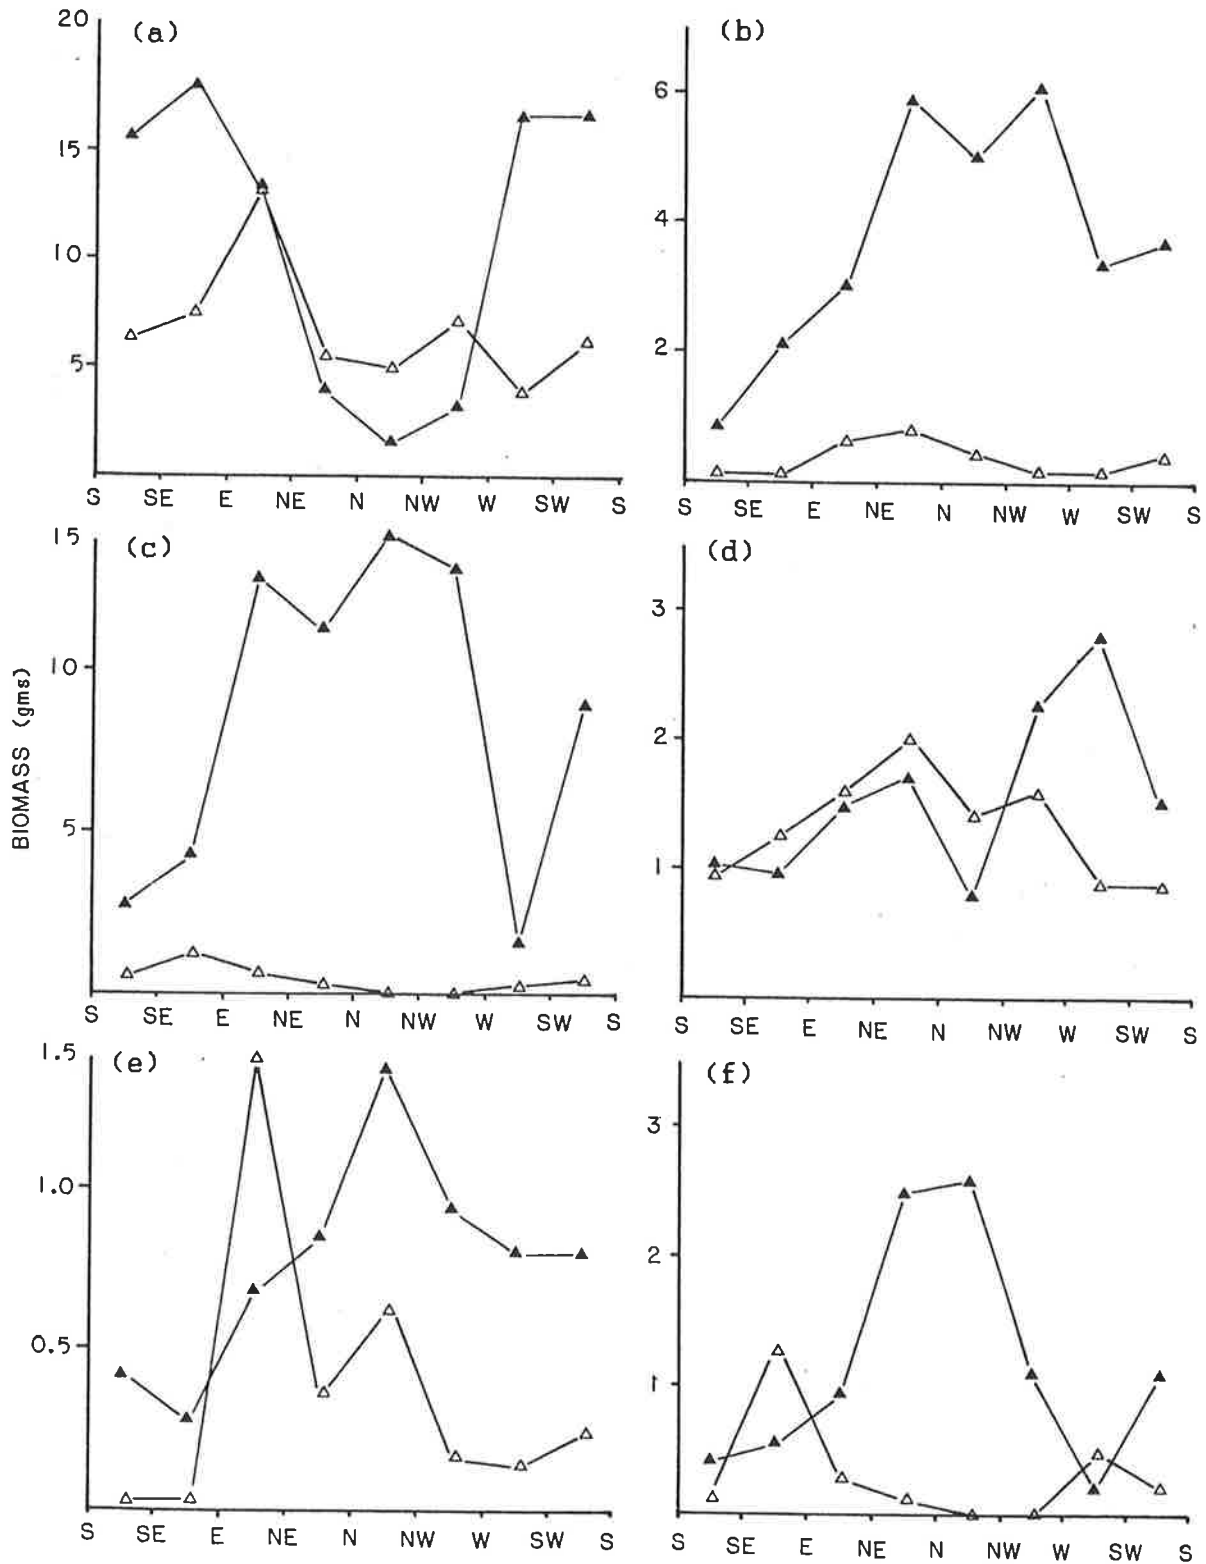 (a)
20
15
10
5
S SE E NE N NW W SW S
(b)
6
4
2
S SE E NE N NW W SW S
BIOMASS (gms)
(c)
15
10
5
S SE E NE N NW W SW S
(d)
3
2
1
S SE E NE N NW W SW S
(e)
1.5
1.0
0.5
S SE E NE N NW W SW S
(f)
3
2
1
S SE E NE N NW W SW S